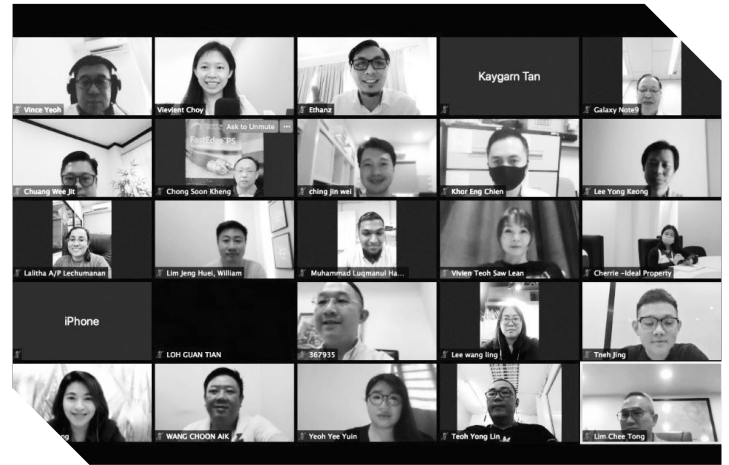 Vince Yeoh
Vievient Choy
Ethanz
Kaygarn Tan
Galaxy Note9
Chuang Wee Jit
Ask to Unmute
Chong Soon Kheng
ching jin wei
Khor Eng Chien
Lee Yong Keong
Lalitha A/P Lechumanan
Lim Jeng Huei, William
Muhammad Luqmanul Ha...
Vivien Teoh Saw Lean
Cherrie -Ideal Property
iPhone
LOH GUAN TIAN
367935
Lee wang ling
Tneh Jing
WANG CHOON AIK
Yeoh Yee Yuin
Teoh Yong Lin
Lim Chee Tong